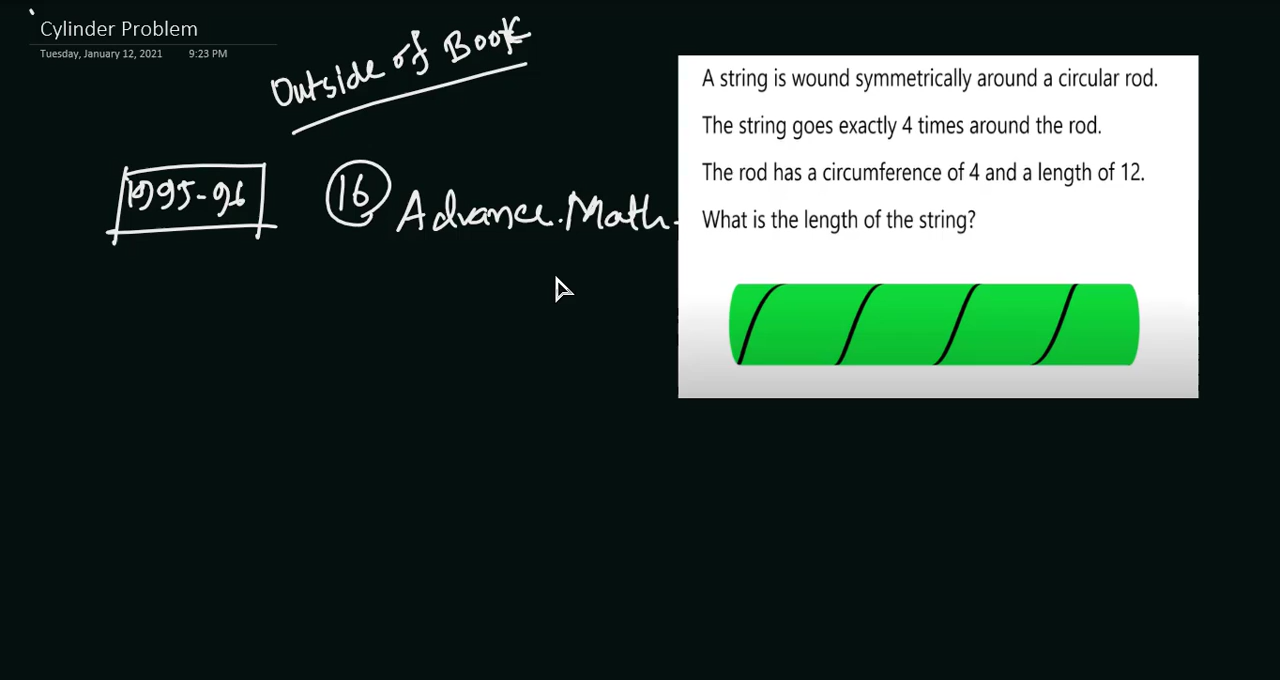 Cylinder Problem
Tuesday, January 12, 2021 9:23 PM
Outside of Book
1995-96
16 Advance.Math-
A string is wound symmetrically around a circular rod.
The string goes exactly 4 times around the rod.
The rod has a circumference of 4 and a length of 12.
What is the length of the string?